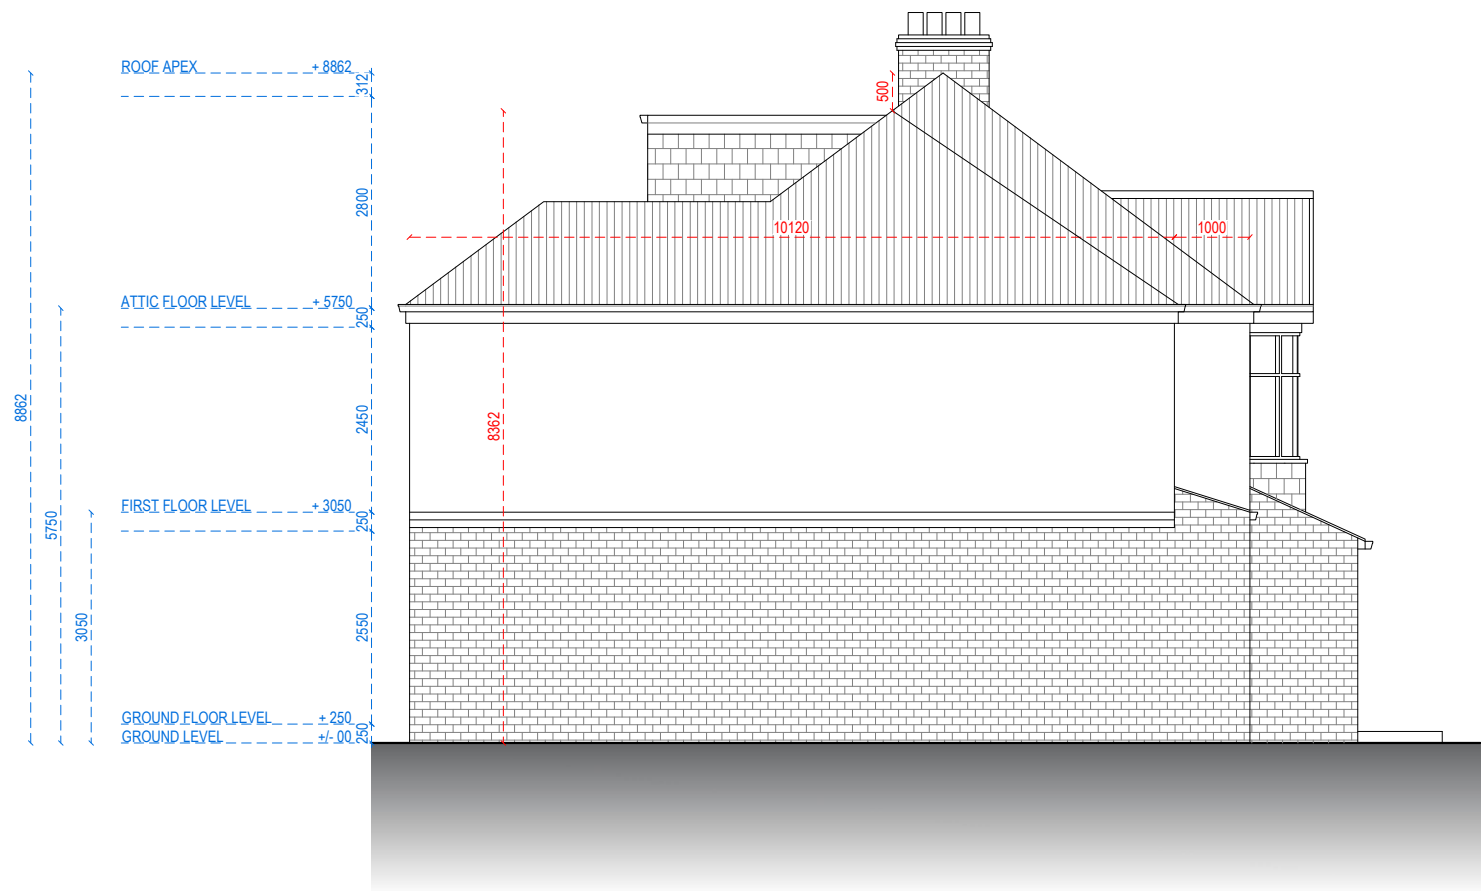 ROOF APEX + 8862
312
500
2800
10120
1000
ATTIC FLOOR LEVEL + 5750
250
8862
2450
8362
FIRST FLOOR LEVEL + 3050
250
5750
3050
2550
GROUND FLOOR LEVEL + 250
GROUND LEVEL +/- 00
250